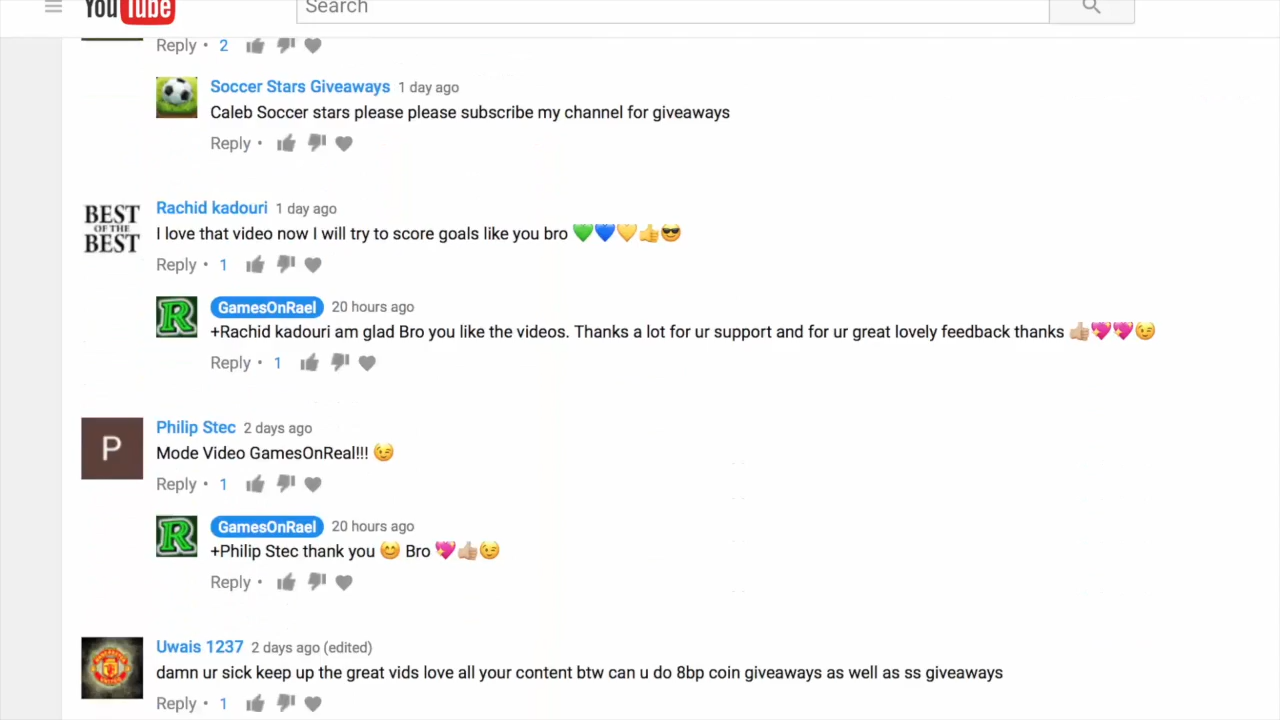 YouTube
Search
Reply • 2
Soccer Stars Giveaways 1 day ago
Caleb Soccer stars please please subscribe my channel for giveaways
Reply •
BEST
OF THE
BEST
Rachid kadouri 1 day ago
I love that video now I will try to score goals like you bro 💚💙💛👍😎
Reply • 1
R
GamesOnRael 20 hours ago
+Rachid kadouri am glad Bro you like the videos. Thanks a lot for ur support and for ur great lovely feedback thanks 👍🏼💖💖😉
Reply • 1
P
Philip Stec 2 days ago
Mode Video GamesOnReal!!! 😉
Reply • 1
R
GamesOnRael 20 hours ago
+Philip Stec thank you 😊 Bro 💖👍🏼😉
Reply •
Uwais 1237 2 days ago (edited)
damn ur sick keep up the great vids love all your content btw can u do 8bp coin giveaways as well as ss giveaways
Reply • 1